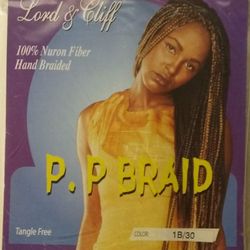 Lord & Cliff
100% Nuron Fiber
Hand Braided
P. P BRAID
Tangle Free
COLOR: 1B/30